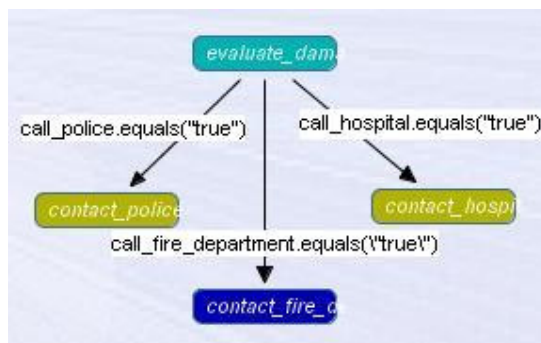 evaluate_dam
call_police.equals("true")
call_hospital.equals("true")
contact_police
contact_hospi
call_fire_department.equals(\"true\")
contact_fire_d